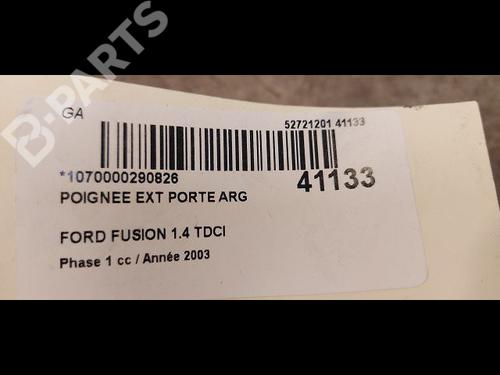 B-PARTS
GA
52721201 41133
*1070000290826
41133
POIGNEE EXT PORTE ARG
FORD FUSION 1.4 TDCI
Phase 1 cc / Année 2003